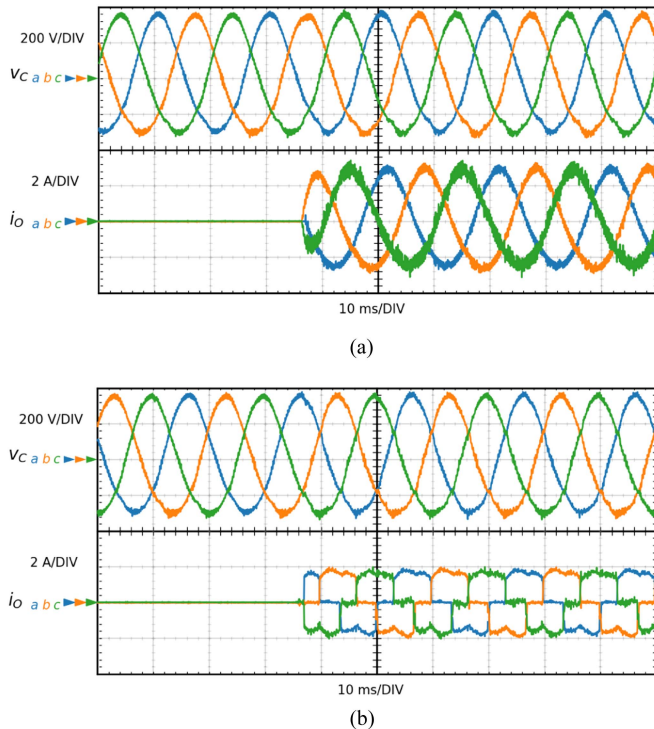 200 V/DIV
vC a b c
2 A/DIV
iO a b c
10 ms/DIV
(a)
200 V/DIV
vC a b c
2 A/DIV
iO a b c
10 ms/DIV
(b)